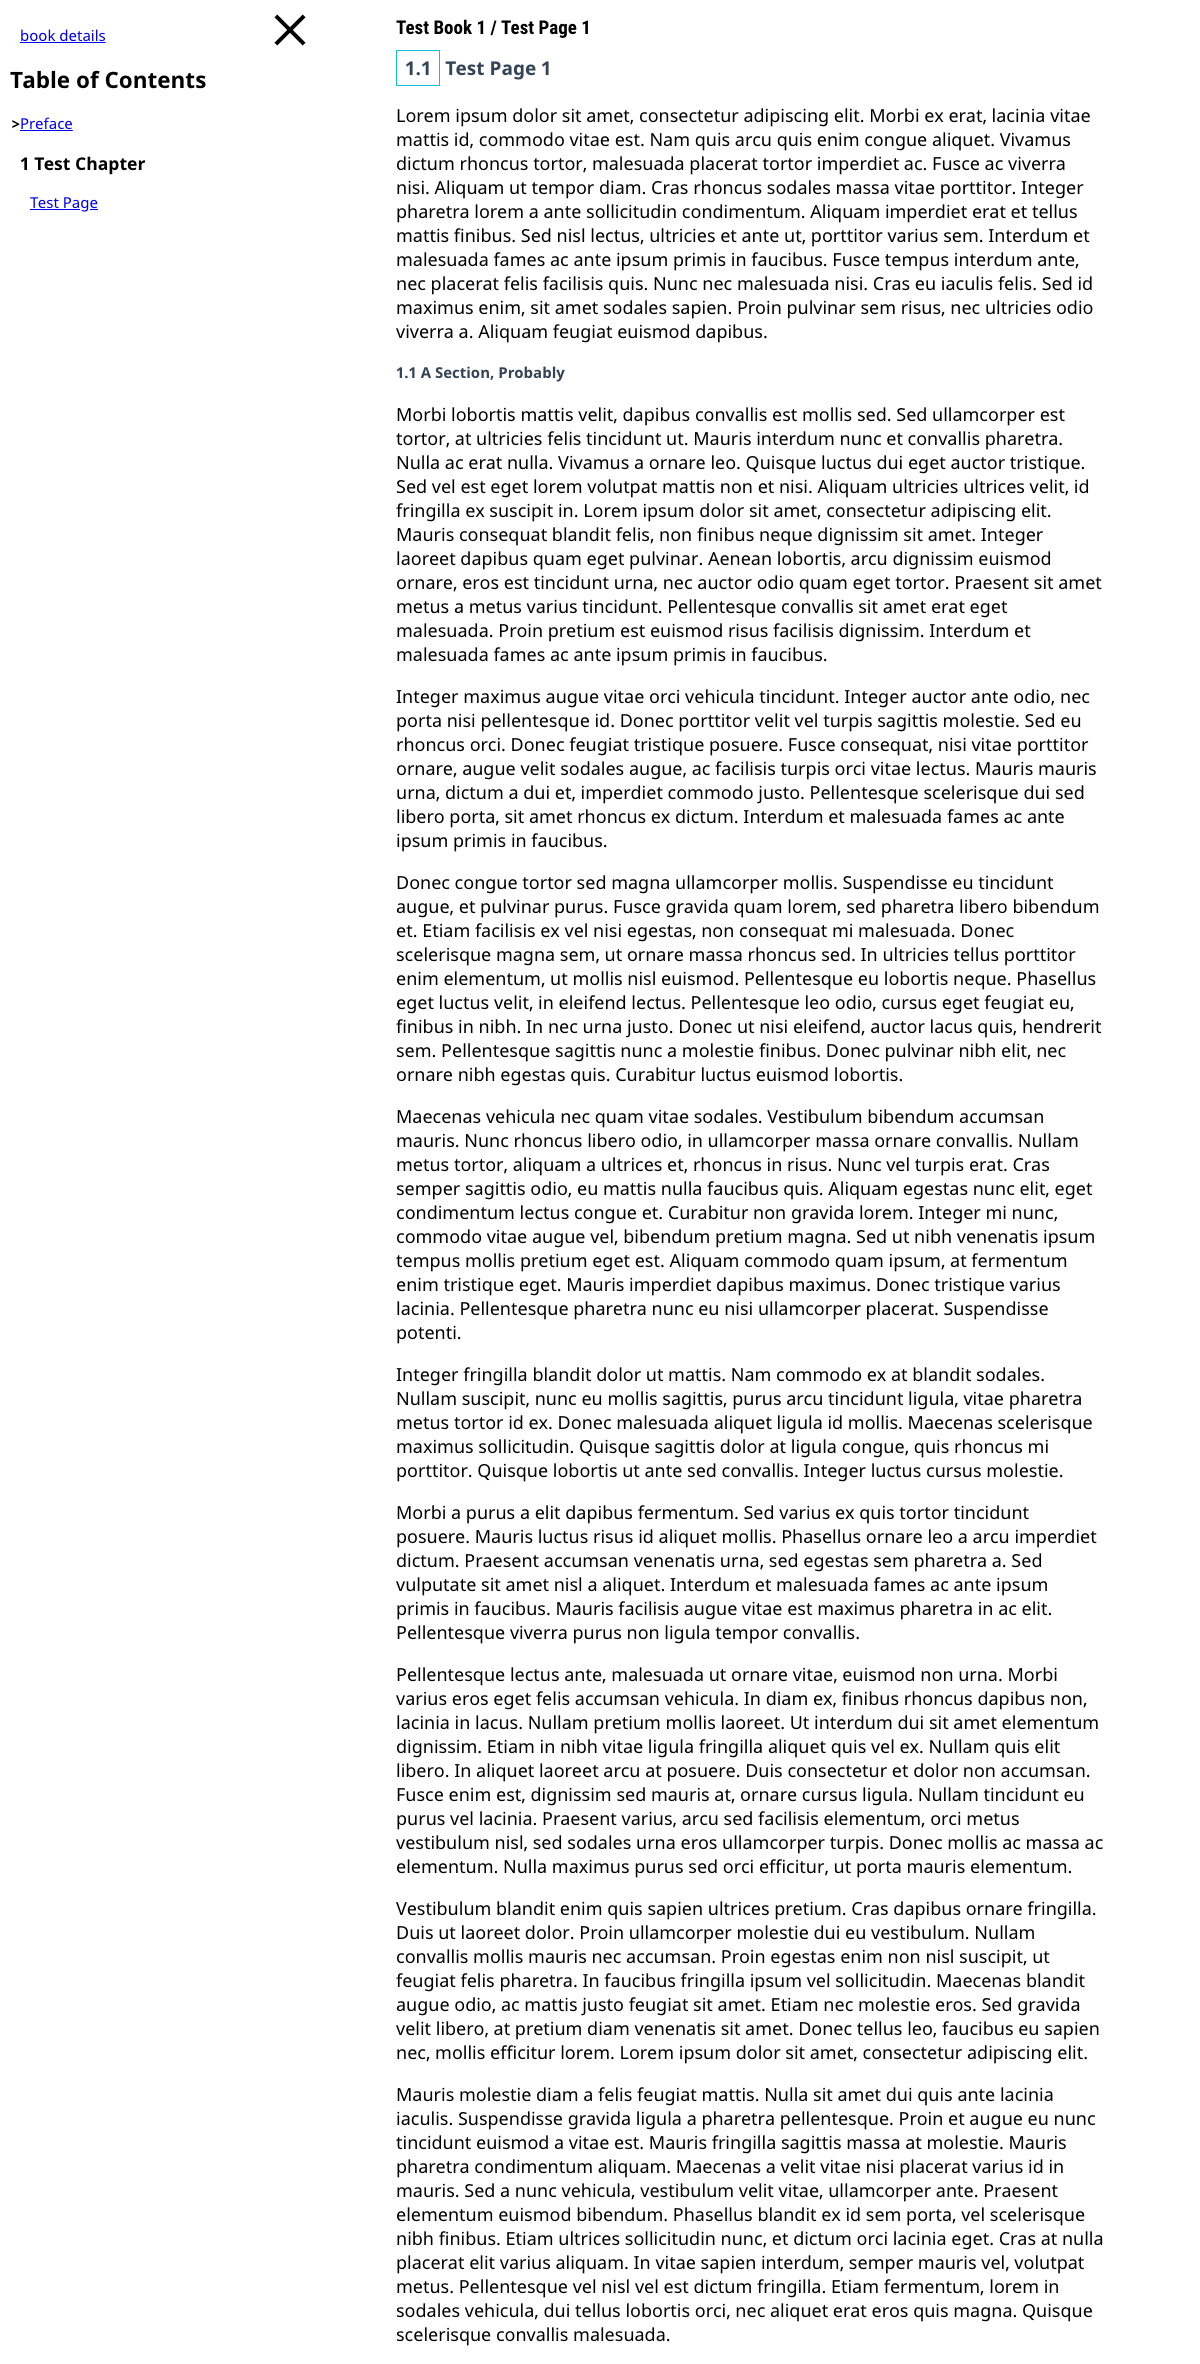 book details
Table of Contents
>Preface
1 Test Chapter
Test Page
Test Book 1 / Test Page 1
1.1 Test Page 1
Lorem ipsum dolor sit amet, consectetur adipiscing elit. Morbi ex erat, lacinia vitae
mattis id, commodo vitae est. Nam quis arcu quis enim congue aliquet. Vivamus
dictum rhoncus tortor, malesuada placerat tortor imperdiet ac. Fusce ac viverra
nisi. Aliquam ut tempor diam. Cras rhoncus sodales massa vitae porttitor. Integer
pharetra lorem a ante sollicitudin condimentum. Aliquam imperdiet erat et tellus
mattis finibus. Sed nisl lectus, ultricies et ante ut, porttitor varius sem. Interdum et
malesuada fames ac ante ipsum primis in faucibus. Fusce tempus interdum ante,
nec placerat felis facilisis quis. Nunc nec malesuada nisi. Cras eu iaculis felis. Sed id
maximus enim, sit amet sodales sapien. Proin pulvinar sem risus, nec ultricies odio
viverra a. Aliquam feugiat euismod dapibus.
1.1 A Section, Probably
Morbi lobortis mattis velit, dapibus convallis est mollis sed. Sed ullamcorper est
tortor, at ultricies felis tincidunt ut. Mauris interdum nunc et convallis pharetra.
Nulla ac erat nulla. Vivamus a ornare leo. Quisque luctus dui eget auctor tristique.
Sed vel est eget lorem volutpat mattis non et nisi. Aliquam ultricies ultrices velit, id
fringilla ex suscipit in. Lorem ipsum dolor sit amet, consectetur adipiscing elit.
Mauris consequat blandit felis, non finibus neque dignissim sit amet. Integer
laoreet dapibus quam eget pulvinar. Aenean lobortis, arcu dignissim euismod
ornare, eros est tincidunt urna, nec auctor odio quam eget tortor. Praesent sit amet
metus a metus varius tincidunt. Pellentesque convallis sit amet erat eget
malesuada. Proin pretium est euismod risus facilisis dignissim. Interdum et
malesuada fames ac ante ipsum primis in faucibus.
Integer maximus augue vitae orci vehicula tincidunt. Integer auctor ante odio, nec
porta nisi pellentesque id. Donec porttitor velit vel turpis sagittis molestie. Sed eu
rhoncus orci. Donec feugiat tristique posuere. Fusce consequat, nisi vitae porttitor
ornare, augue velit sodales augue, ac facilisis turpis orci vitae lectus. Mauris mauris
urna, dictum a dui et, imperdiet commodo justo. Pellentesque scelerisque dui sed
libero porta, sit amet rhoncus ex dictum. Interdum et malesuada fames ac ante
ipsum primis in faucibus.
Donec congue tortor sed magna ullamcorper mollis. Suspendisse eu tincidunt
augue, et pulvinar purus. Fusce gravida quam lorem, sed pharetra libero bibendum
et. Etiam facilisis ex vel nisi egestas, non consequat mi malesuada. Donec
scelerisque magna sem, ut ornare massa rhoncus sed. In ultricies tellus porttitor
enim elementum, ut mollis nisl euismod. Pellentesque eu lobortis neque. Phasellus
eget luctus velit, in eleifend lectus. Pellentesque leo odio, cursus eget feugiat eu,
finibus in nibh. In nec urna justo. Donec ut nisi eleifend, auctor lacus quis, hendrerit
sem. Pellentesque sagittis nunc a molestie finibus. Donec pulvinar nibh elit, nec
ornare nibh egestas quis. Curabitur luctus euismod lobortis.
Maecenas vehicula nec quam vitae sodales. Vestibulum bibendum accumsan
mauris. Nunc rhoncus libero odio, in ullamcorper massa ornare convallis. Nullam
metus tortor, aliquam a ultrices et, rhoncus in risus. Nunc vel turpis erat. Cras
semper sagittis odio, eu mattis nulla faucibus quis. Aliquam egestas nunc elit, eget
condimentum lectus congue et. Curabitur non gravida lorem. Integer mi nunc,
commodo vitae augue vel, bibendum pretium magna. Sed ut nibh venenatis ipsum
tempus mollis pretium eget est. Aliquam commodo quam ipsum, at fermentum
enim tristique eget. Mauris imperdiet dapibus maximus. Donec tristique varius
lacinia. Pellentesque pharetra nunc eu nisi ullamcorper placerat. Suspendisse
potenti.
Integer fringilla blandit dolor ut mattis. Nam commodo ex at blandit sodales.
Nullam suscipit, nunc eu mollis sagittis, purus arcu tincidunt ligula, vitae pharetra
metus tortor id ex. Donec malesuada aliquet ligula id mollis. Maecenas scelerisque
maximus sollicitudin. Quisque sagittis dolor at ligula congue, quis rhoncus mi
porttitor. Quisque lobortis ut ante sed convallis. Integer luctus cursus molestie.
Morbi a purus a elit dapibus fermentum. Sed varius ex quis tortor tincidunt
posuere. Mauris luctus risus id aliquet mollis. Phasellus ornare leo a arcu imperdiet
dictum. Praesent accumsan venenatis urna, sed egestas sem pharetra a. Sed
vulputate sit amet nisl a aliquet. Interdum et malesuada fames ac ante ipsum
primis in faucibus. Mauris facilisis augue vitae est maximus pharetra in ac elit.
Pellentesque viverra purus non ligula tempor convallis.
Pellentesque lectus ante, malesuada ut ornare vitae, euismod non urna. Morbi
varius eros eget felis accumsan vehicula. In diam ex, finibus rhoncus dapibus non,
lacinia in lacus. Nullam pretium mollis laoreet. Ut interdum dui sit amet elementum
dignissim. Etiam in nibh vitae ligula fringilla aliquet quis vel ex. Nullam quis elit
libero. In aliquet laoreet arcu at posuere. Duis consectetur et dolor non accumsan.
Fusce enim est, dignissim sed mauris at, ornare cursus ligula. Nullam tincidunt eu
purus vel lacinia. Praesent varius, arcu sed facilisis elementum, orci metus
vestibulum nisl, sed sodales urna eros ullamcorper turpis. Donec mollis ac massa ac
elementum. Nulla maximus purus sed orci efficitur, ut porta mauris elementum.
Vestibulum blandit enim quis sapien ultrices pretium. Cras dapibus ornare fringilla.
Duis ut laoreet dolor. Proin ullamcorper molestie dui eu vestibulum. Nullam
convallis mollis mauris nec accumsan. Proin egestas enim non nisl suscipit, ut
feugiat felis pharetra. In faucibus fringilla ipsum vel sollicitudin. Maecenas blandit
augue odio, ac mattis justo feugiat sit amet. Etiam nec molestie eros. Sed gravida
velit libero, at pretium diam venenatis sit amet. Donec tellus leo, faucibus eu sapien
nec, mollis efficitur lorem. Lorem ipsum dolor sit amet, consectetur adipiscing elit.
Mauris molestie diam a felis feugiat mattis. Nulla sit amet dui quis ante lacinia
iaculis. Suspendisse gravida ligula a pharetra pellentesque. Proin et augue eu nunc
tincidunt euismod a vitae est. Mauris fringilla sagittis massa at molestie. Mauris
pharetra condimentum aliquam. Maecenas a velit vitae nisi placerat varius id in
mauris. Sed a nunc vehicula, vestibulum velit vitae, ullamcorper ante. Praesent
elementum euismod bibendum. Phasellus blandit ex id sem porta, vel scelerisque
nibh finibus. Etiam ultrices sollicitudin nunc, et dictum orci lacinia eget. Cras at nulla
placerat elit varius aliquam. In vitae sapien interdum, semper mauris vel, volutpat
metus. Pellentesque vel nisl vel est dictum fringilla. Etiam fermentum, lorem in
sodales vehicula, dui tellus lobortis orci, nec aliquet erat eros quis magna. Quisque
scelerisque convallis malesuada.